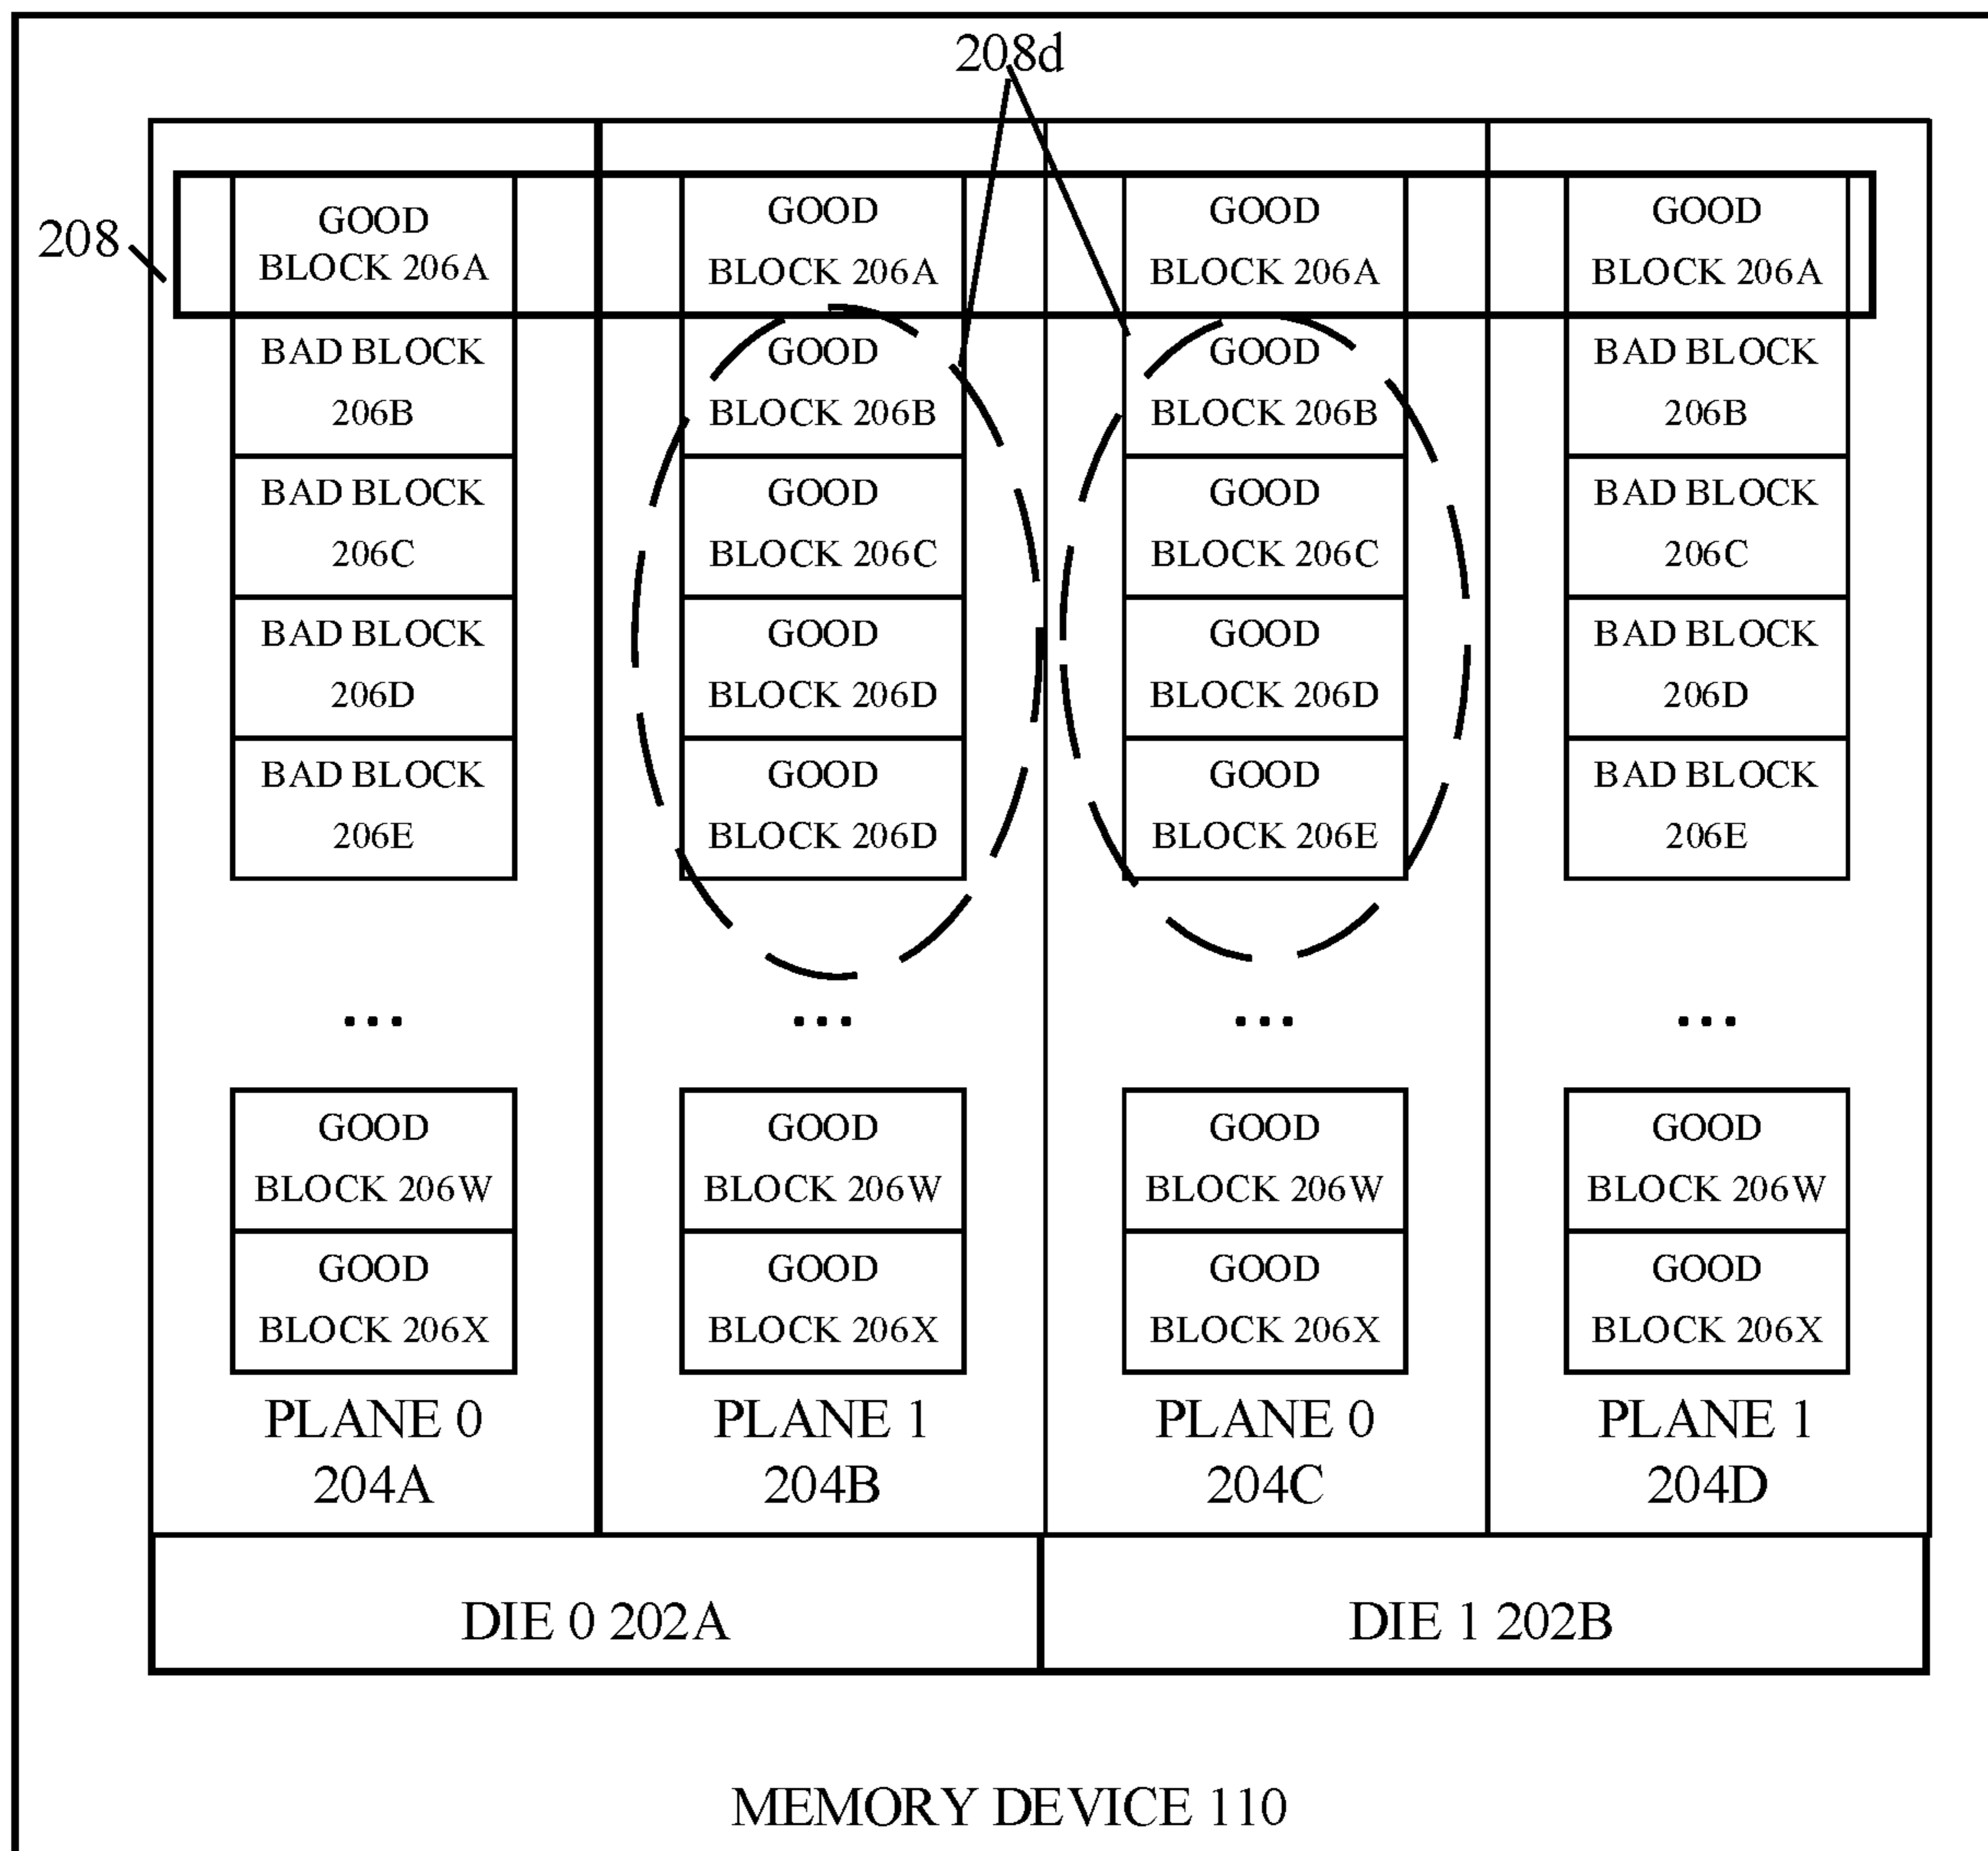 208d
208
GOOD
BLOCK 206A
GOOD
BLOCK 206A
GOOD
BLOCK 206A
GOOD
BLOCK 206A
BAD BLOCK
206B
GOOD
BLOCK 206B
GOOD
BLOCK 206B
BAD BLOCK
206B
BAD BLOCK
206C
GOOD
BLOCK 206C
GOOD
BLOCK 206C
BAD BLOCK
206C
BAD BLOCK
206D
GOOD
BLOCK 206D
GOOD
BLOCK 206D
BAD BLOCK
206D
BAD BLOCK
206E
GOOD
BLOCK 206D
GOOD
BLOCK 206E
BAD BLOCK
206E
...
...
...
...
GOOD
BLOCK 206W
GOOD
BLOCK 206W
GOOD
BLOCK 206W
GOOD
BLOCK 206W
GOOD
BLOCK 206X
GOOD
BLOCK 206X
GOOD
BLOCK 206X
GOOD
BLOCK 206X
PLANE 0
204A
PLANE 1
204B
PLANE 0
204C
PLANE 1
204D
DIE 0 202A
DIE 1 202B
MEMORY DEVICE 110